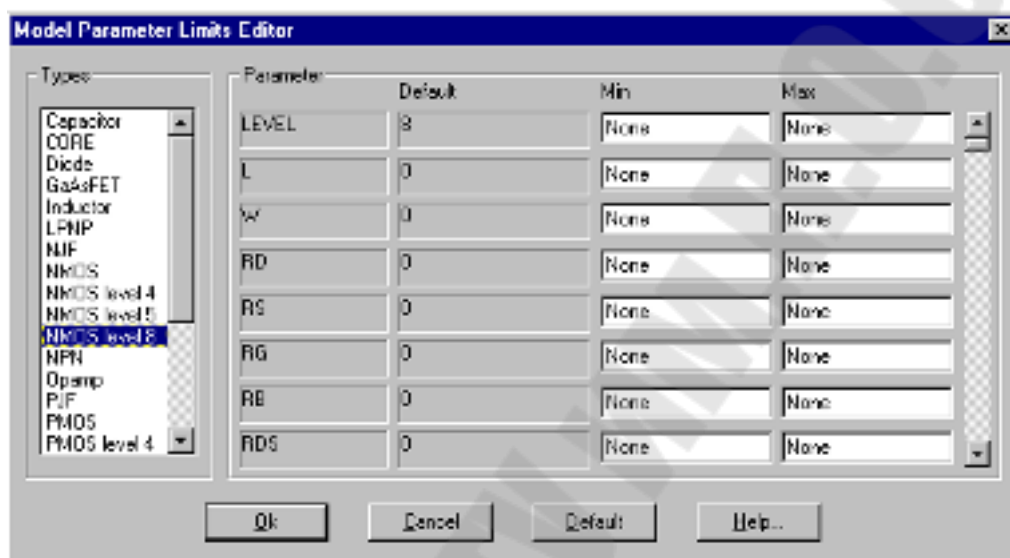 Model Parameter Limits Editor
Types
Capacitor
CORE
Diode
GaAsFET
Inductor
LPNP
NJF
NMOS
NMOS level 4
NMOS level 5
NMOS level 8
NPN
Opamp
PJF
PMOS
PMOS level 4
Parameter Default Min Max
LEVEL 8 None None
L 0 None None
W 0 None None
RD 0 None None
RS 0 None None
RG 0 None None
RB 0 None None
RDS 0 None None
Ok Cancel Default Help...